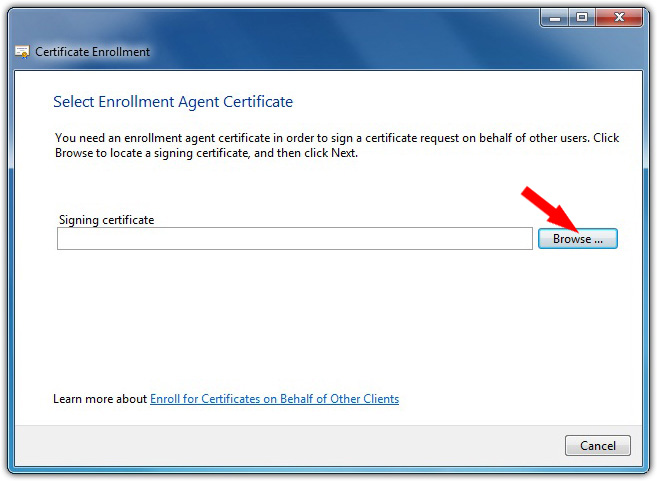 Certificate Enrollment
Select Enrollment Agent Certificate
You need an enrollment agent certificate in order to sign a certificate request on behalf of other users. Click
Browse to locate a signing certificate, and then click Next.
Signing certificate
Browse ...
Learn more about Enroll for Certificates on Behalf of Other Clients
Cancel